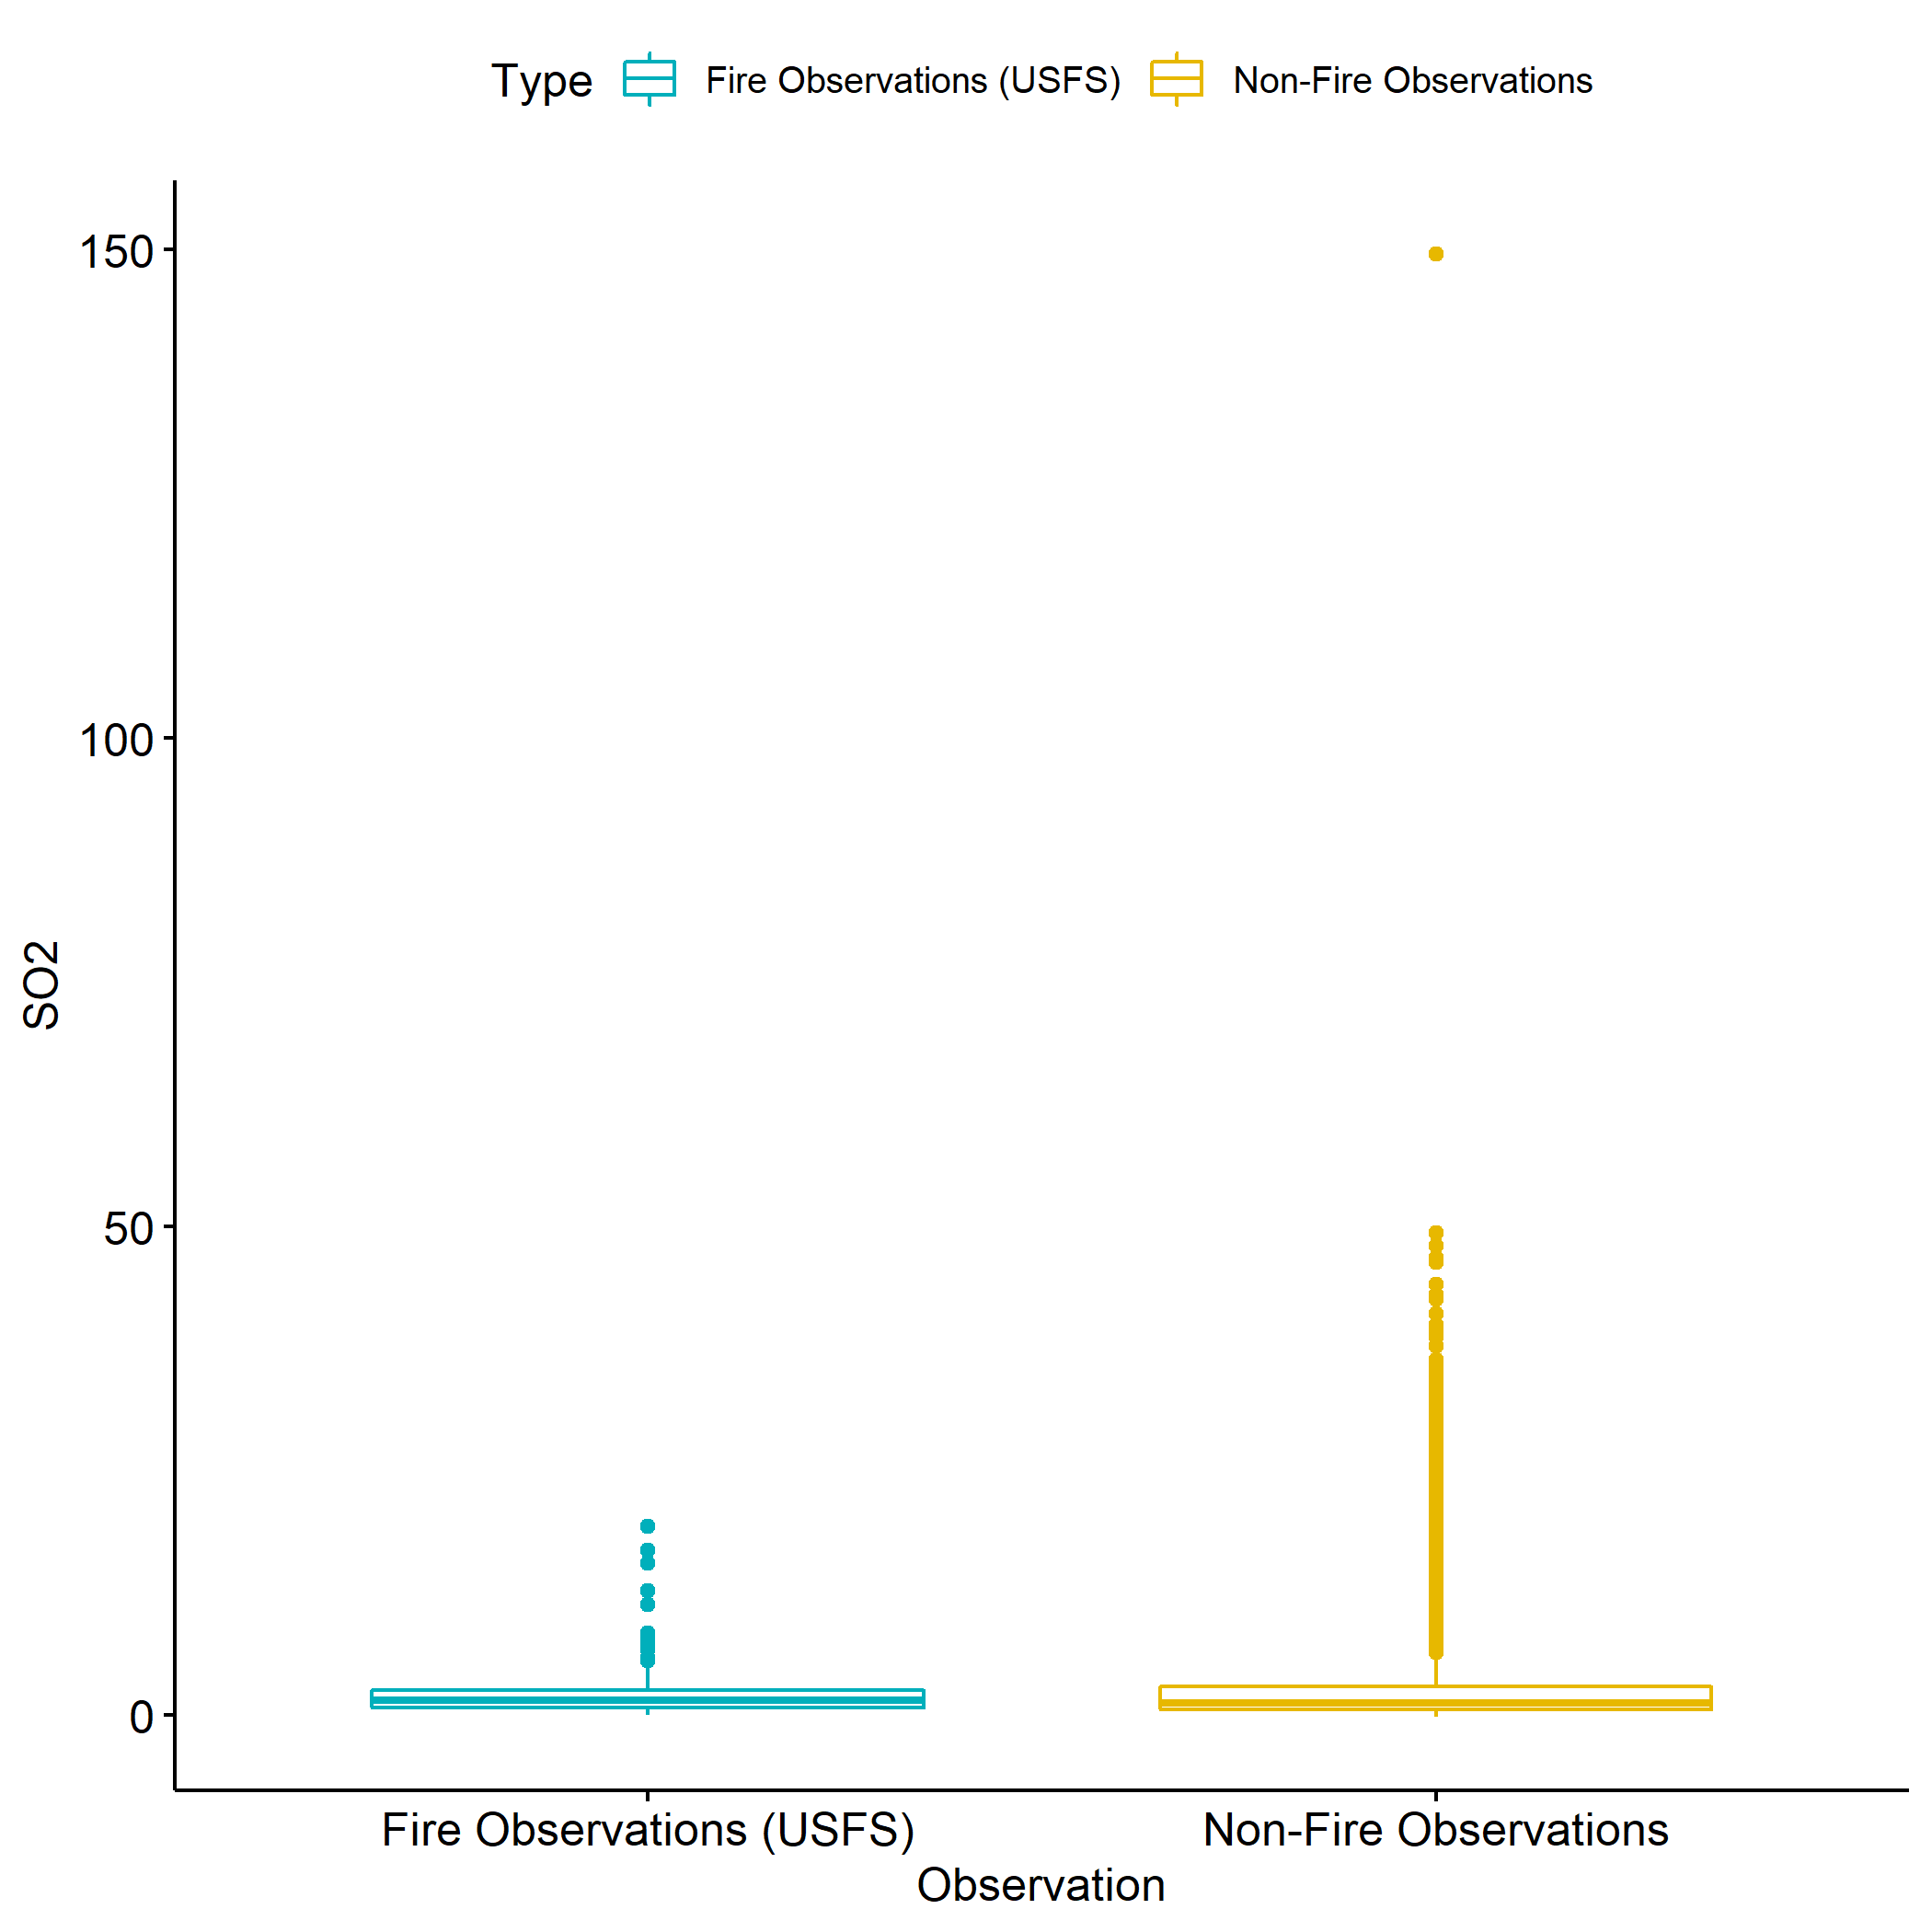 Type Fire Observations (USFS) Non-Fire Observations
150
100
50
0
SO2
Fire Observations (USFS) Non-Fire Observations
Observation